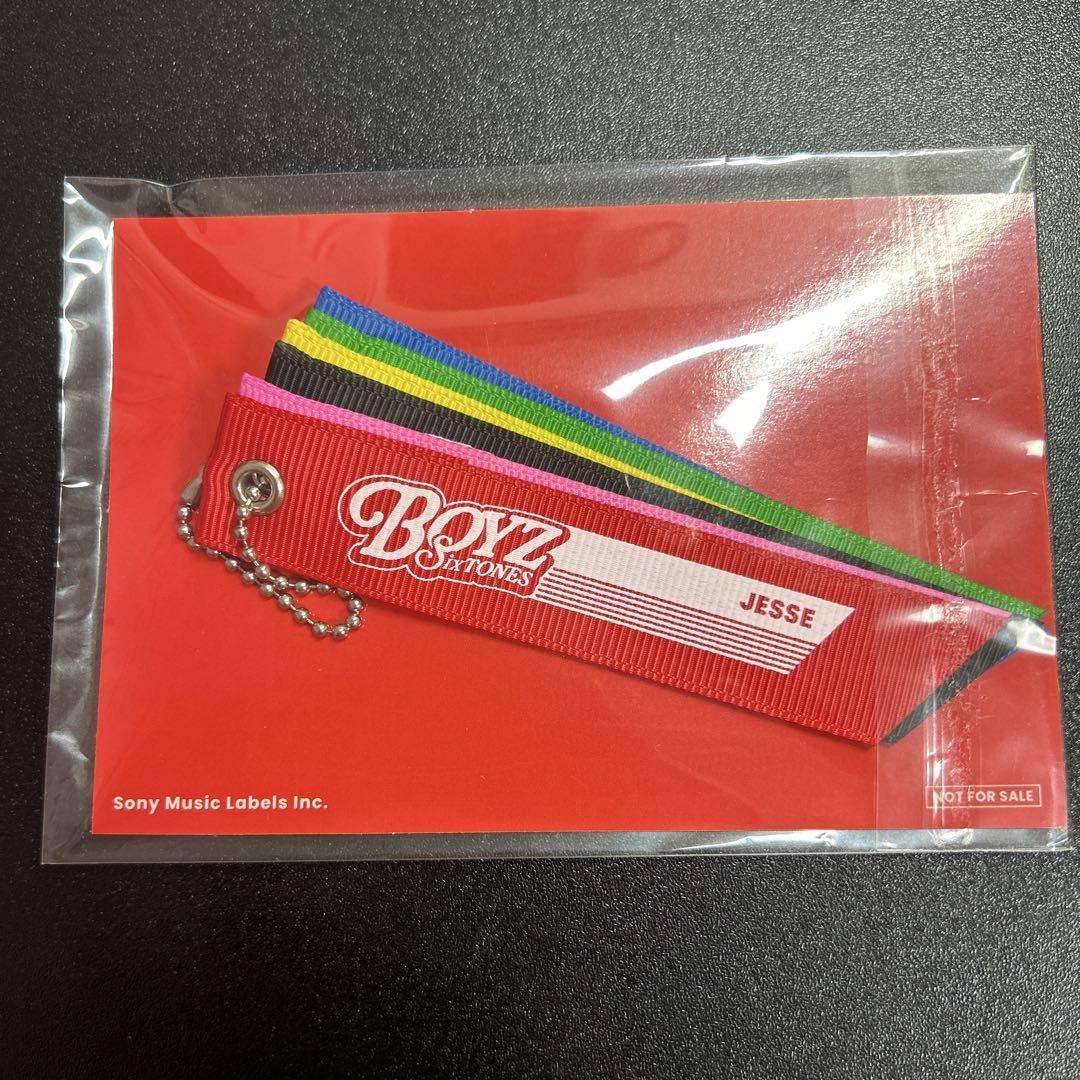 BOYZ
SixTONES
JESSE
Sony Music Labels Inc.
NOT FOR SALE